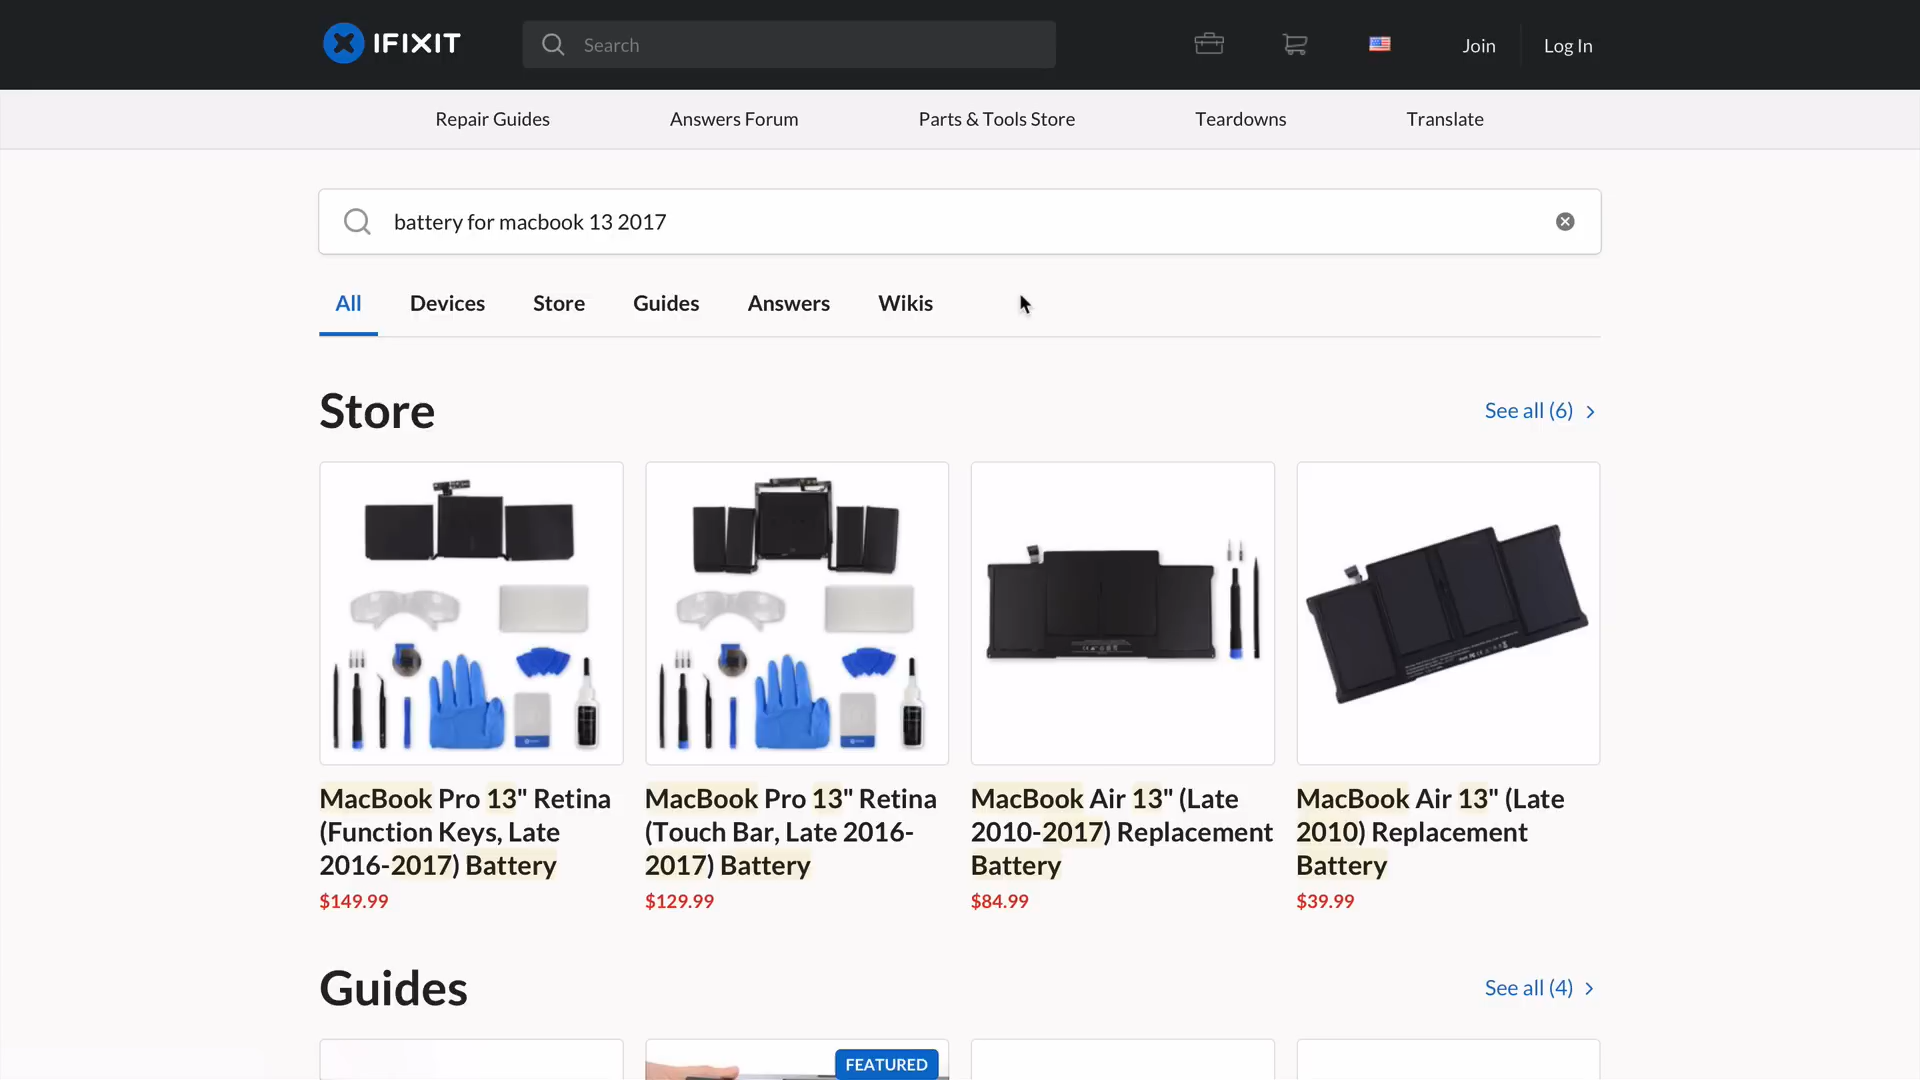 IFIXIT
Search
Join
Log In
Repair Guides
Answers Forum
Parts & Tools Store
Teardowns
Translate
battery for macbook 13 2017
All
Devices
Store
Guides
Answers
Wikis
Store
See all (6)
MacBook Pro 13" Retina
(Function Keys, Late
2016-2017) Battery
$149.99
MacBook Pro 13" Retina
(Touch Bar, Late 2016-
2017) Battery
$129.99
MacBook Air 13" (Late
2010-2017) Replacement
Battery
$84.99
MacBook Air 13" (Late
2010) Replacement
Battery
$39.99
Guides
See all (4)
FEATURED